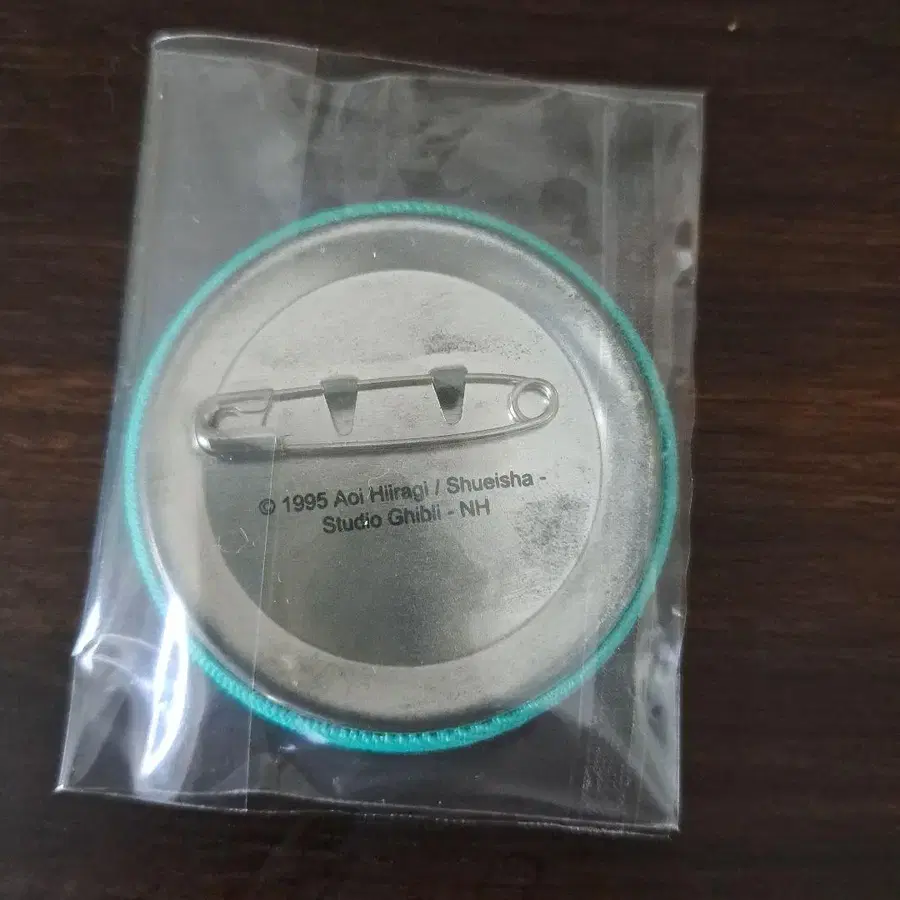 © 1995 Aoi Hiiragi / Shueisha -
Studio Ghibli - NH